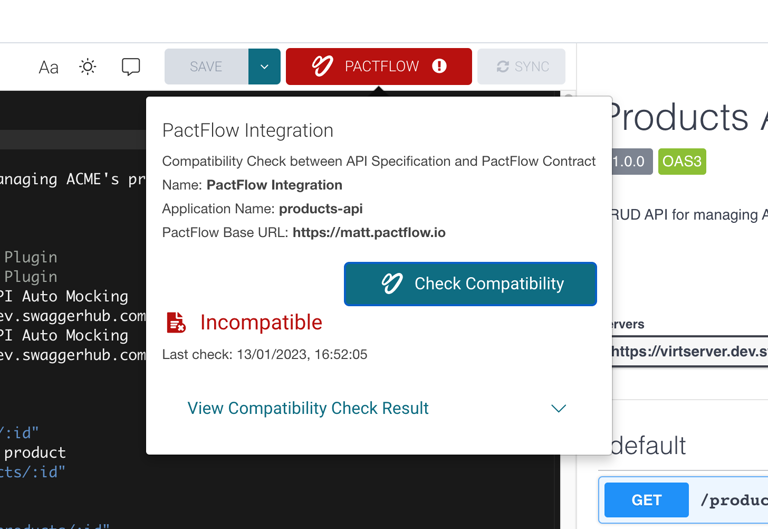 Aa
SAVE
PACTFLOW
SYNC
PactFlow Integration
Compatibility Check between API Specification and PactFlow Contract
Name: PactFlow Integration
Application Name: products-api
PactFlow Base URL: https://matt.pactflow.io
Check Compatibility
Incompatible
Last check: 13/01/2023, 16:52:05
View Compatibility Check Result
anaging ACME's pr
Plugin
Plugin
PI Auto Mocking
ev.swaggerhub.com
PI Auto Mocking
ev.swaggerhub.com
/:id"
product
cts/:id"
products/:id"
Products A
1.0.0 OAS3
RUD API for managing A
ervers
https://virtserver.dev.s
default
GET /produc